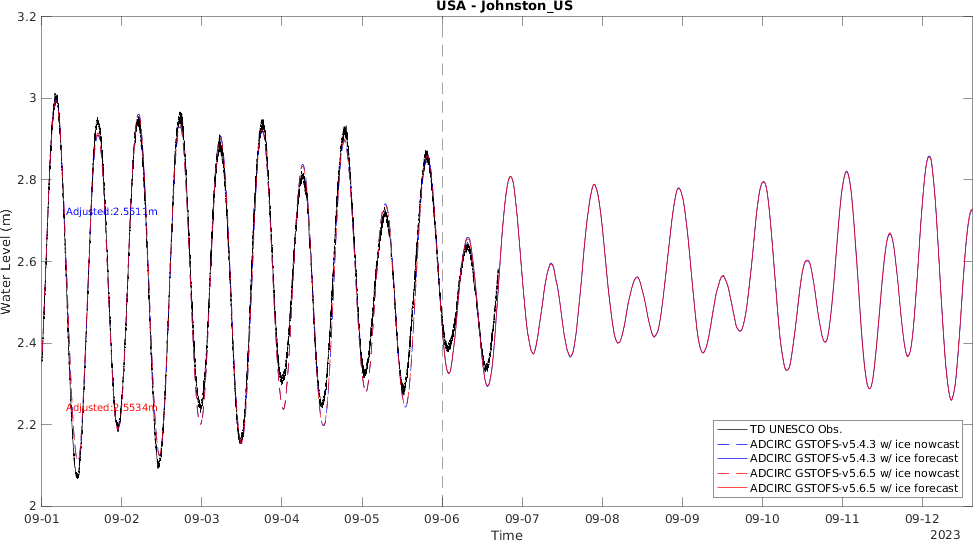 USA - Johnston_US
3.2
3
2.8
2.6
2.4
2.2
2
Water Level (m)
Adjusted:2.5511m
Adjusted:2.5534m
TD UNESCO Obs.
ADCIRC GSTOFS-v5.4.3 w/ ice nowcast
ADCIRC GSTOFS-v5.4.3 w/ ice forecast
ADCIRC GSTOFS-v5.6.5 w/ ice nowcast
ADCIRC GSTOFS-v5.6.5 w/ ice forecast
09-01 09-02 09-03 09-04 09-05 09-06 09-07 09-08 09-09 09-10 09-11 09-12
Time
2023